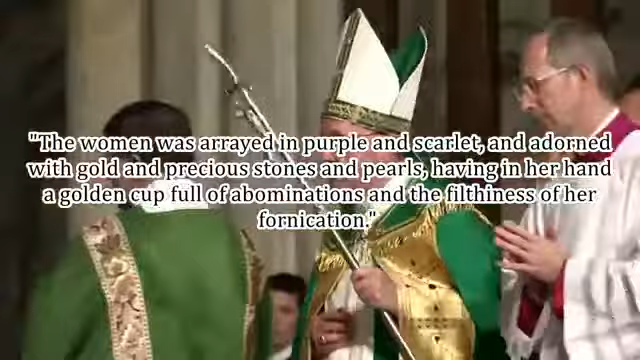 "The women was arrayed in purple and scarlet, and adorned
with gold and precious stones and pearls, having in her hand
a golden cup full of abominations and the filthiness of her
fornication."